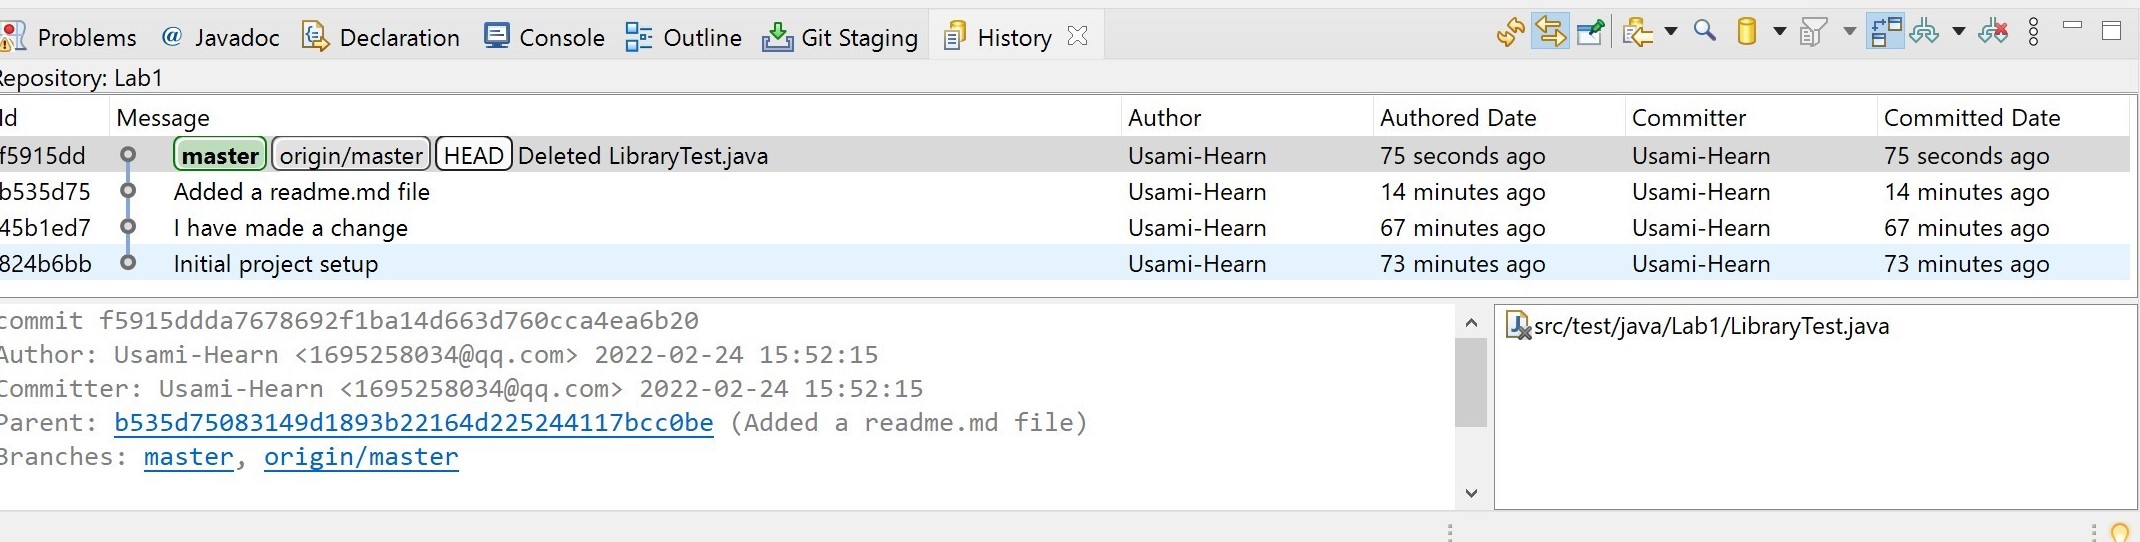 Problems @ Javadoc Declaration Console Outline Git Staging History
Repository: Lab1
Id Message Author Authored Date Committer Committed Date
f5915dd master origin/master HEAD Deleted LibraryTest.java Usami-Hearn 75 seconds ago Usami-Hearn 75 seconds ago
b535d75 Added a readme.md file Usami-Hearn 14 minutes ago Usami-Hearn 14 minutes ago
45b1ed7 I have made a change Usami-Hearn 67 minutes ago Usami-Hearn 67 minutes ago
824b6bb Initial project setup Usami-Hearn 73 minutes ago Usami-Hearn 73 minutes ago
commit f5915ddda7678692f1ba14d663d760cca4ea6b20
Author: Usami-Hearn <1695258034@qq.com> 2022-02-24 15:52:15
Committer: Usami-Hearn <1695258034@qq.com> 2022-02-24 15:52:15
Parent: b535d75083149d1893b22164d225244117bcc0be (Added a readme.md file)
Branches: master, origin/master
src/test/java/Lab1/LibraryTest.java